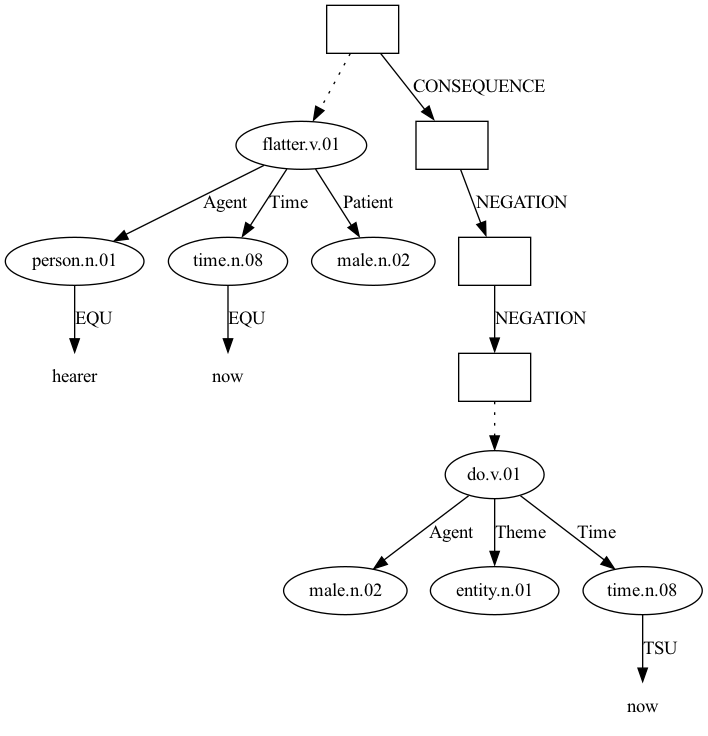 CONSEQUENCE
flatter.v.01
NEGATION
Agent
Time
Patient
person.n.01
time.n.08
male.n.02
EQU
EQU
NEGATION
hearer
now
do.v.01
Agent
Theme
Time
male.n.02
entity.n.01
time.n.08
TSU
now